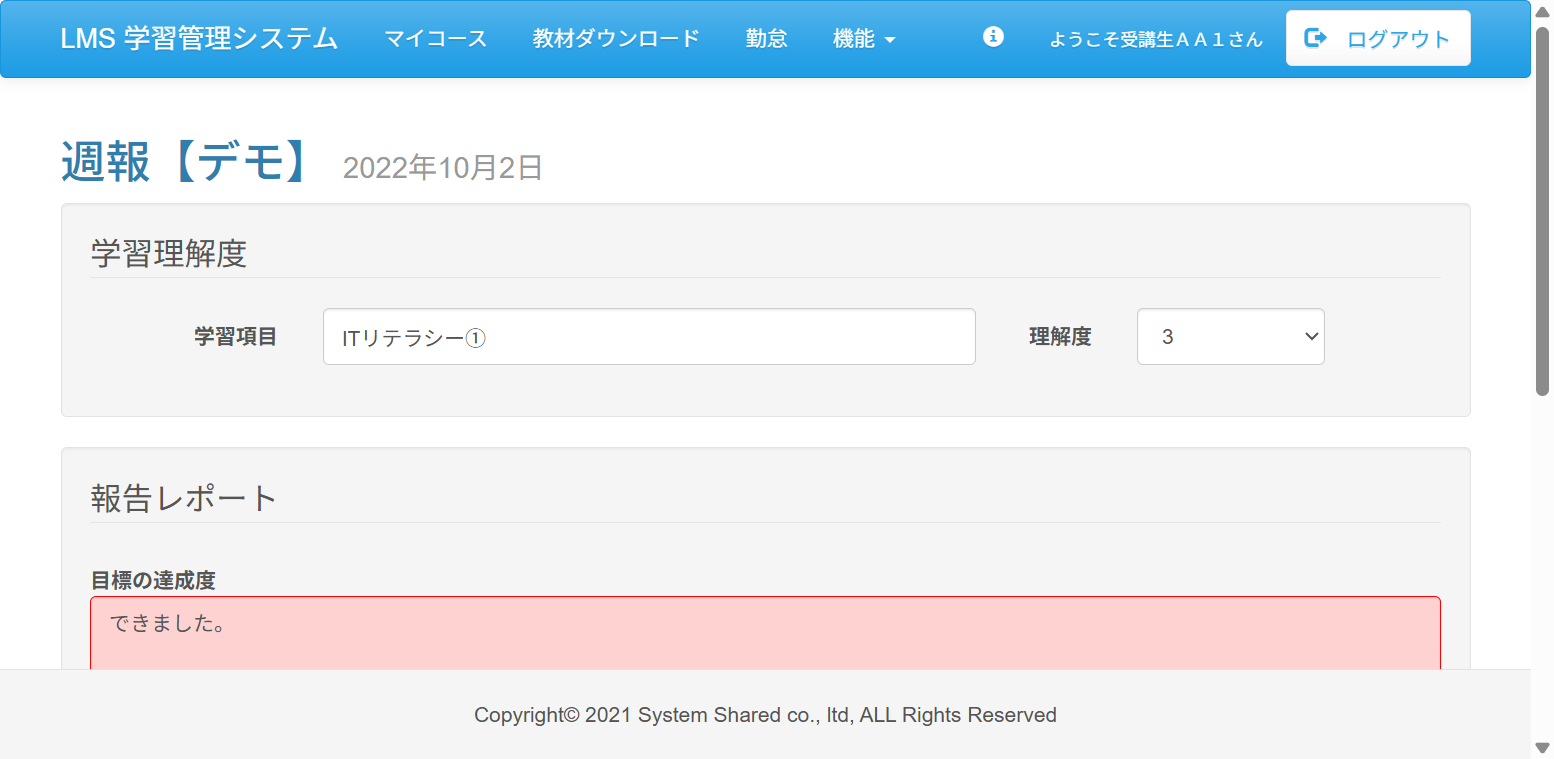 LMS 学習管理システム マイコース 教材ダウンロード 勤怠 機能 ようこそ受講生ＡＡ１さん ログアウト
週報【デモ】 2022年10月2日
学習理解度
学習項目 ITリテラシー① 理解度 3
報告レポート
目標の達成度
できました。
Copyright© 2021 System Shared co., ltd, ALL Rights Reserved